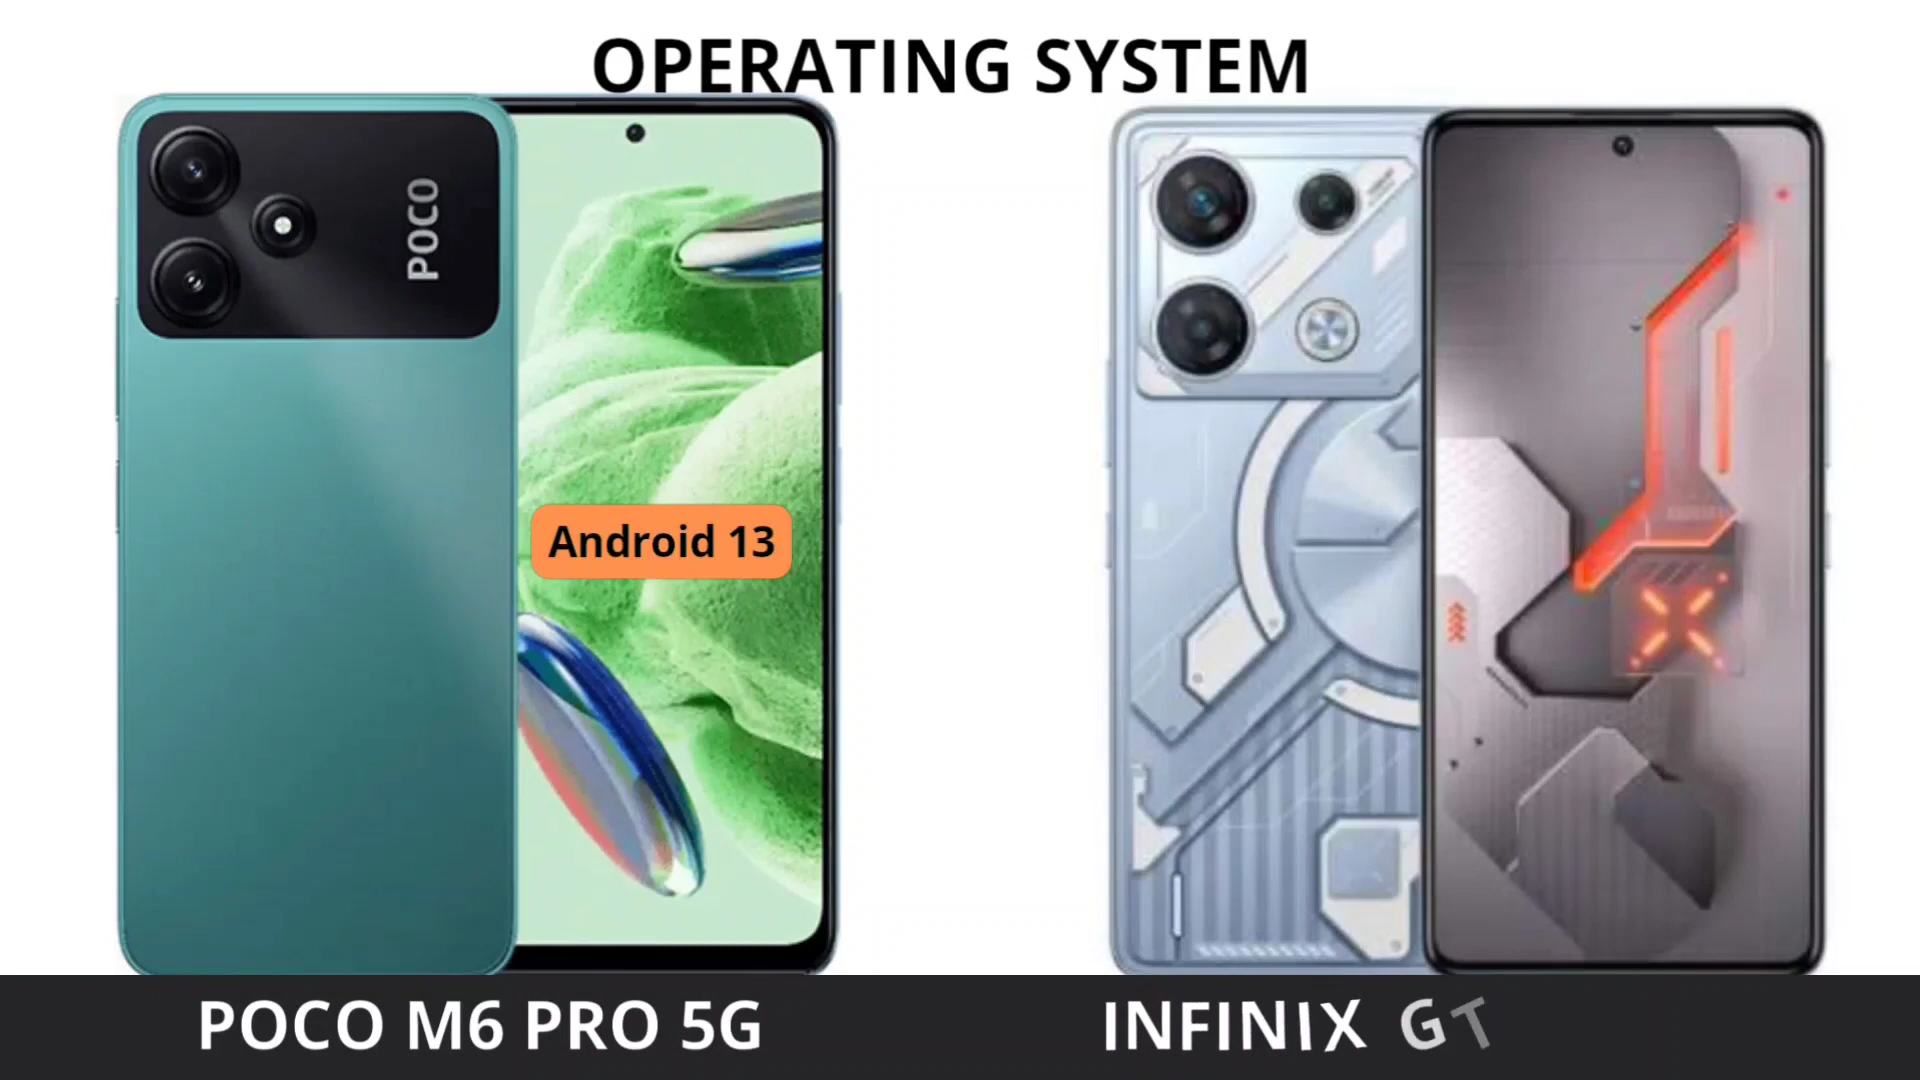 OPERATING SYSTEM
POCO
Android 13
POCO M6 PRO 5G
INFINIX GT